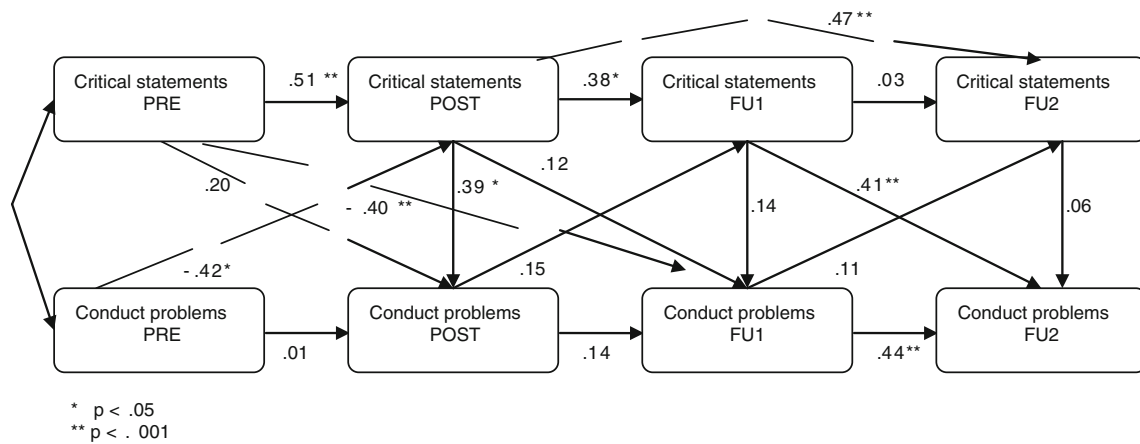 .47**
Critical statements
PRE
.51 **
Critical statements
POST
.38*
Critical statements
FU1
.03
Critical statements
FU2
.20
- .40 **
.39 *
.12
.14
.41**
.06
- .42*
.15
.11
Conduct problems
PRE
.01
Conduct problems
POST
.14
Conduct problems
FU1
.44**
Conduct problems
FU2
* p < .05
** p < . 001